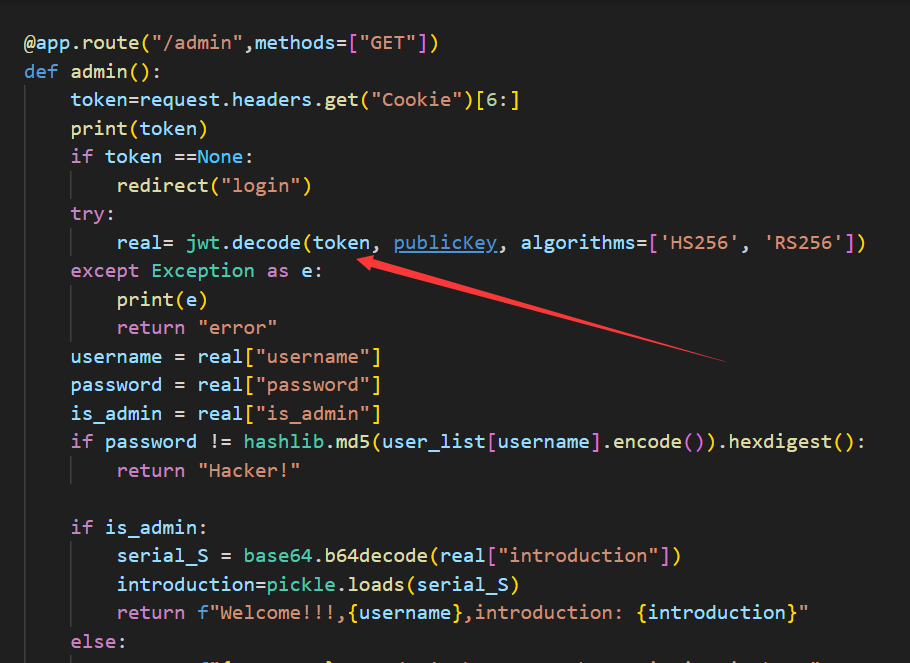 @app.route("/admin",methods=["GET"])
def admin():
    token=request.headers.get("Cookie")[6:]
    print(token)
    if token ==None:
        redirect("login")
    try:
        real= jwt.decode(token, publicKey, algorithms=['HS256', 'RS256'])
    except Exception as e:
        print(e)
        return "error"
    username = real["username"]
    password = real["password"]
    is_admin = real["is_admin"]
    if password != hashlib.md5(user_list[username].encode()).hexdigest():
        return "Hacker!"
    if is_admin:
        serial_S = base64.b64decode(real["introduction"])
        introduction=pickle.loads(serial_S)
        return f"Welcome!!!,{username},introduction: {introduction}"
    else: